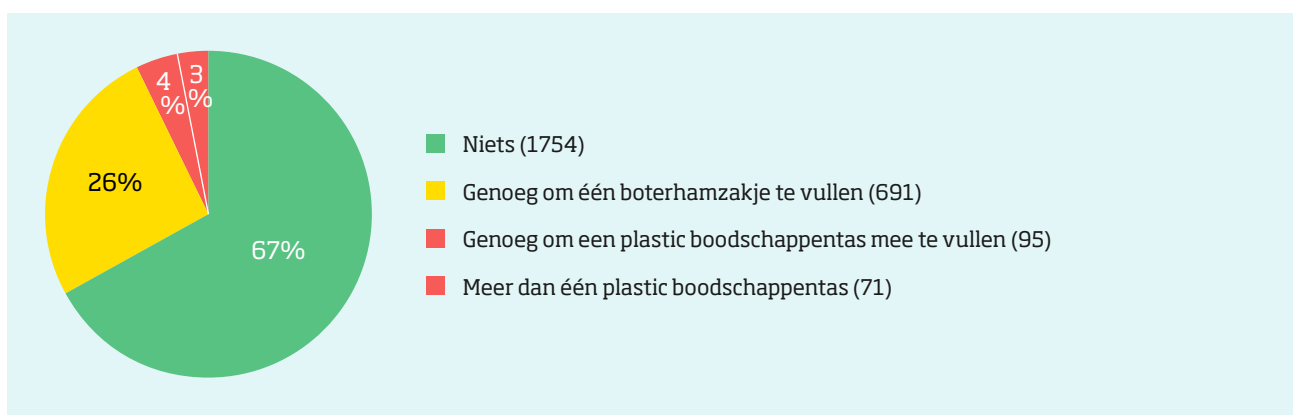 4
%
3
%
26%
67%
Niets (1754)
Genoeg om één boterhamzakje te vullen (691)
Genoeg om een plastic boodschappentas mee te vullen (95)
Meer dan één plastic boodschappentas (71)